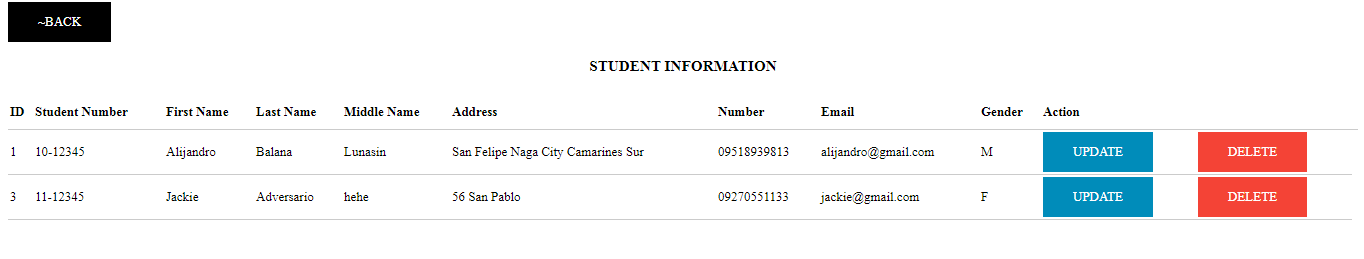 ~BACK
STUDENT INFORMATION
ID Student Number First Name Last Name Middle Name Address Number Email Gender Action
1 10-12345 Alijandro Balana Lunasin San Felipe Naga City Camarines Sur 09518939813 alijandro@gmail.com M UPDATE DELETE
3 11-12345 Jackie Adversario hehe 56 San Pablo 09270551133 jackie@gmail.com F UPDATE DELETE